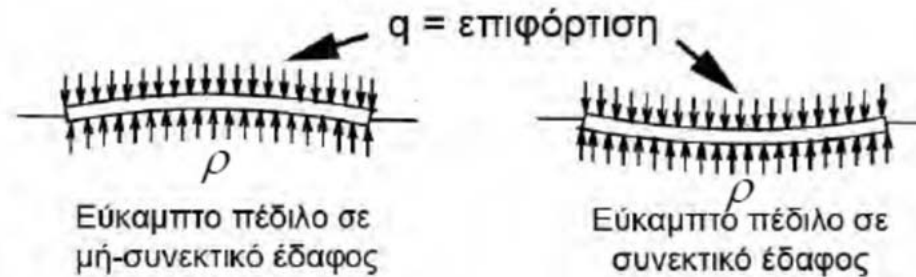 q = επιφόρτιση
ρ
ρ
Εύκαμπτο πέδιλο σε
μή-συνεκτικό έδαφος
Εύκαμπτο πέδιλο σε
συνεκτικό έδαφος